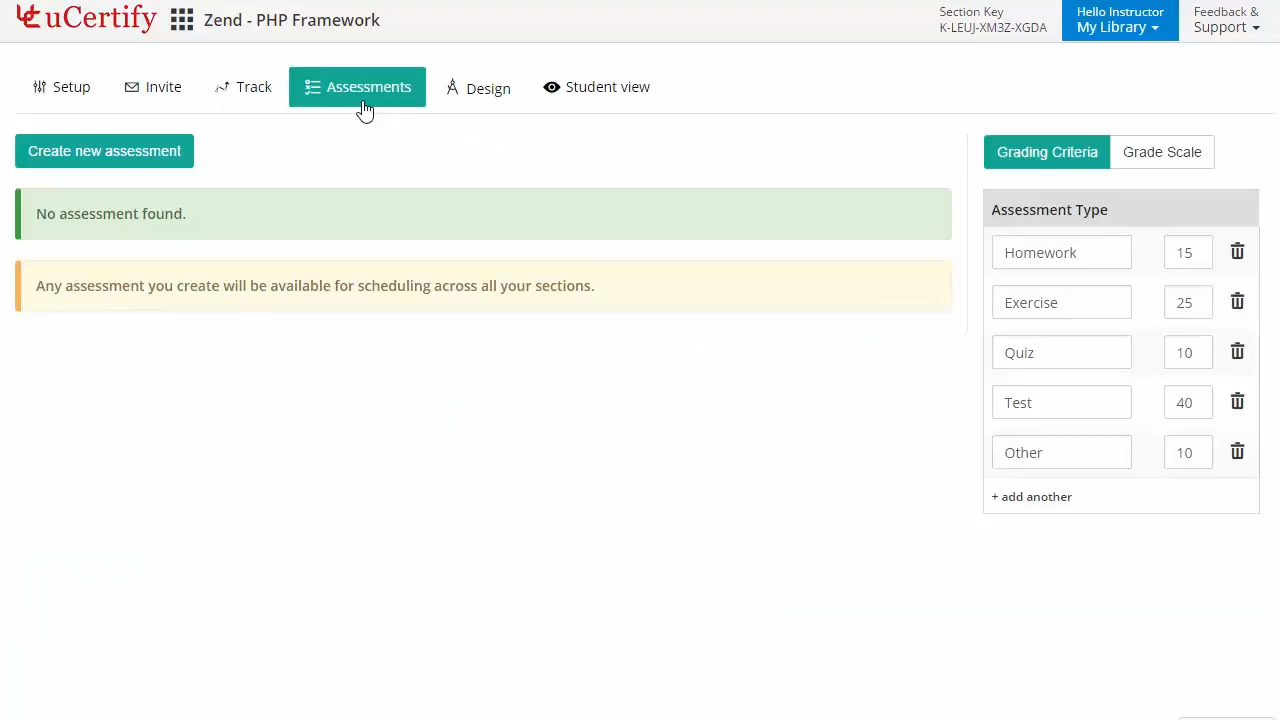 uCertify
Zend - PHP Framework
Section Key
K-LEUJ-XM3Z-XGDA
Hello Instructor
My Library
Feedback &
Support
Setup
Invite
Track
Assessments
Design
Student view
Create new assessment
No assessment found.
Any assessment you create will be available for scheduling across all your sections.
Grading Criteria
Grade Scale
Assessment Type
Homework 15
Exercise 25
Quiz 10
Test 40
Other 10
+ add another